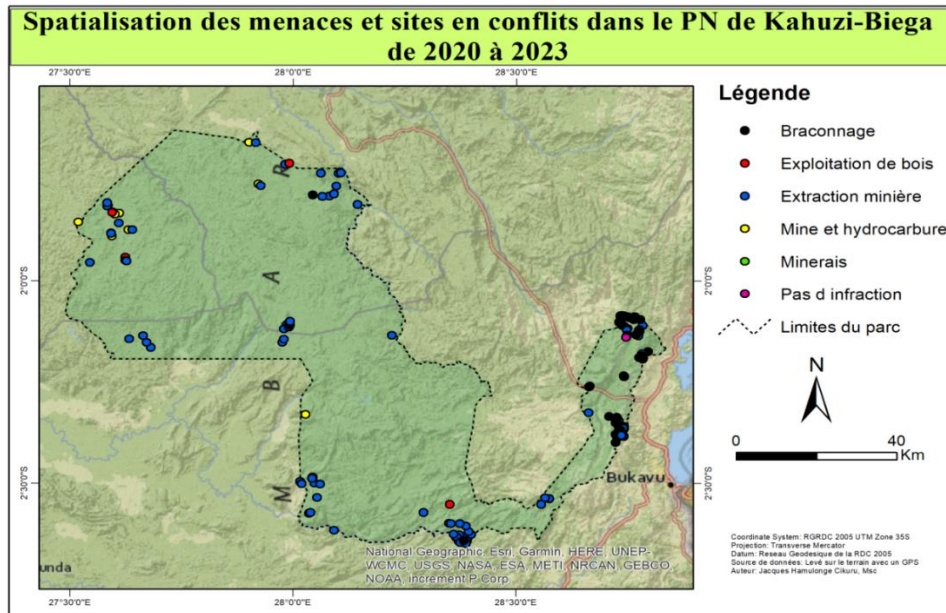 Spatialisation des menaces et sites en conflits dans le PN de Kahuzi-Biega
de 2020 à 2023
27°30'0"E
28°0'0"E
28°30'0"E
Légende
Braconnage
Exploitation de bois
Extraction minière
Mine et hydrocarbure
Minerais
Pas d infraction
Limites du parc
N
0 40
Km
2°0'0"S
2°0'0"S
2°30'0"S
2°30'0"S
R
A
B
M
Bukavu
unda
National Geographic, Esri, Garmin, HERE, UNEP-
WCMC, USGS, NASA, ESA, METI, NRCAN, GEBCO,
NOAA, increment P Corp.
27°30'0"E
28°0'0"E
28°30'0"E
Coordinate System: RGRDC 2005 UTM Zone 35S
Projection: Transverse Mercator
Datum: Reseau Geodesique de la RDC 2005
Source de données: Levé sur le terrain avec un GPS
Auteur: Jacques Hamulonge Cikuru, Msc